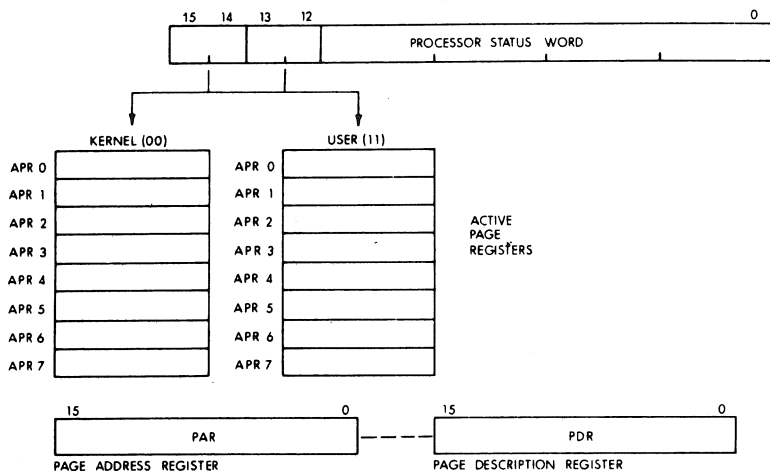 15 14 13 12 0
PROCESSOR STATUS WORD
KERNEL (00) USER (11)
APR 0 APR 0
APR 1 APR 1
APR 2 APR 2
APR 3 APR 3
APR 4 APR 4
APR 5 APR 5
APR 6 APR 6
APR 7 APR 7
ACTIVE
PAGE
REGISTERS
15 0 15 0
PAR PDR
PAGE ADDRESS REGISTER PAGE DESCRIPTION REGISTER